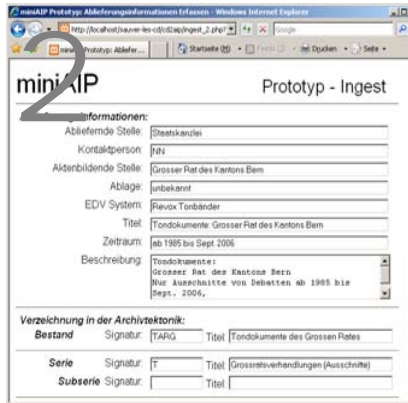 miniAIP Prototyp: Ablieferungsinformationen Erfassen - Windows Internet Explorer
http://localhost/sauver-les-cd/cd2aip/ingest_2.php? Google
Prototyp: Ablefer... Startseite (H) Feeds Drucken Seite
2
miniAIP Prototyp - Ingest
informationen:
Abliefernde Stelle: Staatskanzlei
Kontaktperson: NN
Aktenbildende Stelle: Grosser Rat des Kantons Bern
Ablage: unbekannt
EDV System: Revox Tonbänder
Titel: Tondokumente: Grosser Rat des Kantons Bern
Zeitraum: ab 1985 bis Sept 2006
Beschreibung: Tondokumente:
Grosser Rat des Kantons Bern
Nur Ausschnitte von Debatten ab 1985 bis
Sept. 2006,
Verzeichnung in der Archivtektonik:
Bestand Signatur: TARG Titel: Tondokumente des Grossen Rates
Serie Signatur: T Titel: Grossratsverhandlungen (Ausschnitte)
Subserie Signatur: Titel: